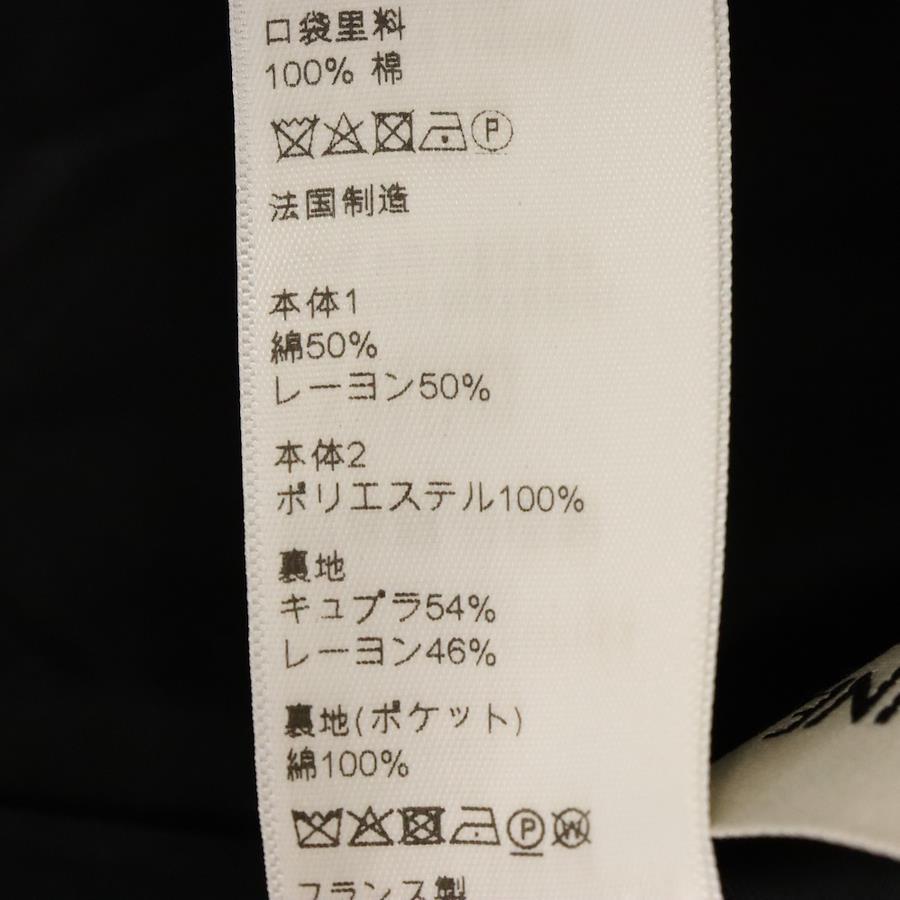 口袋里料
100% 棉
P
法国制造
本体1
綿50%
レーヨン50%
本体2
ポリエステル100%
裏地
キュプラ54%
レーヨン46%
裏地(ポケット)
綿100%
P W
フランス製